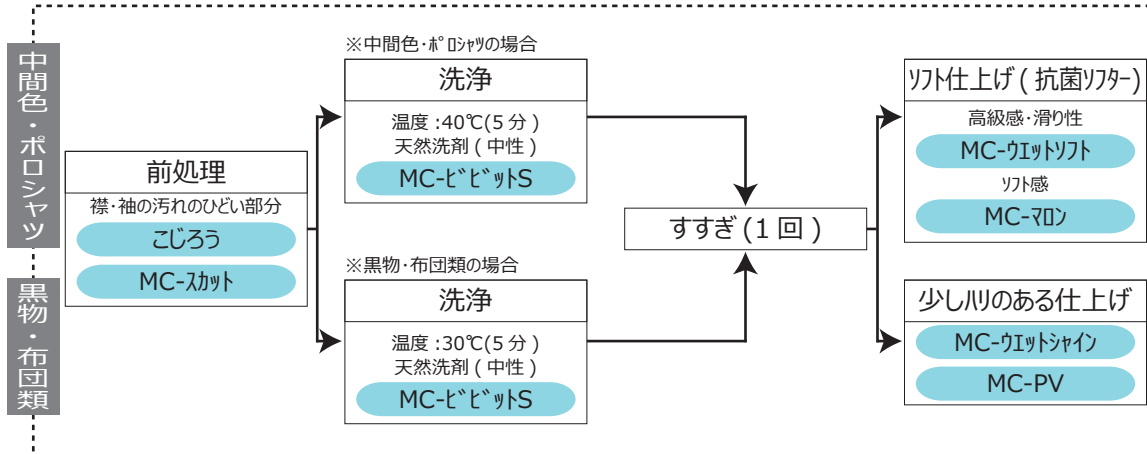 中間色・ポロシャツ
黒物・布団類
前処理
襟・袖の汚れのひどい部分
こじろう
MC-ｽｶｯﾄ
※中間色・ﾎﾟﾛｼｬﾂの場合
洗浄
温度:40℃(5分)
天然洗剤(中性)
MC-ﾋﾞﾋﾞｯﾄS
※黒物・布団類の場合
洗浄
温度:30℃(5分)
天然洗剤(中性)
MC-ﾋﾞﾋﾞｯﾄS
すすぎ(1回)
ｿﾌﾄ仕上げ(抗菌ｿﾌﾀｰ)
高級感・滑り性
MC-ｳｴｯﾄｿﾌﾄ
ｿﾌﾄ感
MC-ﾏﾛﾝ
少しﾊﾘのある仕上げ
MC-ｳｴｯﾄｼｬｲﾝ
MC-PV